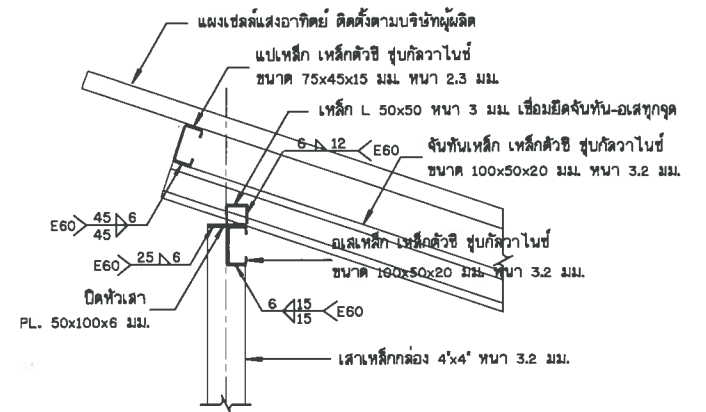 แผงเซลล์แสงอาทิตย์ ติดตั้งตามบริษัทผู้ผลิต
แปเหล็ก เหล็กตัวซี ชุบกัลวาไนซ์
ขนาด 75x45x15 มม. หนา 2.3 มม.
เหล็ก L 50x50 หนา 3 มม. เชื่อมยึดจันทัน-อเสทุกจุด
6 12 E60
จันทันเหล็ก เหล็กตัวซี ชุบกัลวาไนซ์
ขนาด 100x50x20 มม. หนา 3.2 มม.
E60 45 6
45
อเสเหล็ก เหล็กตัวซี ชุบกัลวาไนซ์
ขนาด 100x50x20 มม. หนา 3.2 มม.
E60 25 6
ปิดหัวเสา
PL. 50x100x6 มม.
6 15 E60
15
เสาเหล็กกล่อง 4"x4" หนา 3.2 มม.